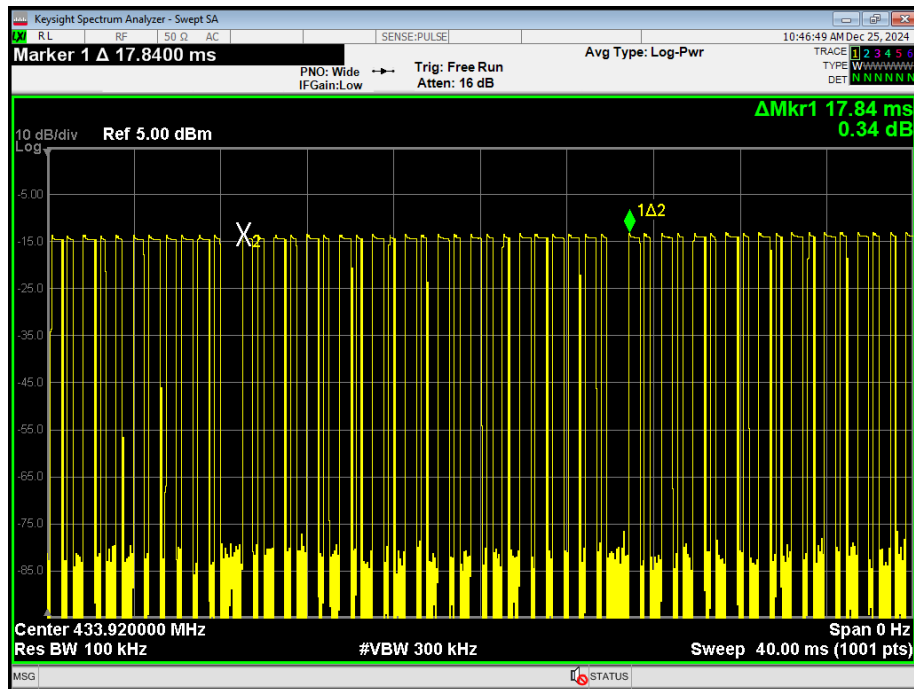 Keysight Spectrum Analyzer - Swept SA
LXI RL RF 50 Ω AC SENSE:PULSE 10:46:49 AM Dec 25, 2024
Marker 1 Δ 17.8400 ms
PNO: Wide
IFGain:Low
Trig: Free Run
Atten: 16 dB
Avg Type: Log-Pwr
TRACE 1 2 3 4 5 6
TYPE WWWWWW
DET N N N N N N
ΔMkr1 17.84 ms
0.34 dB
10 dB/div Ref 5.00 dBm
Log
-5.00
1Δ2
X2
-15.0
-25.0
-35.0
-45.0
-55.0
-65.0
-75.0
-85.0
Center 433.920000 MHz Span 0 Hz
Res BW 100 kHz #VBW 300 kHz Sweep 40.00 ms (1001 pts)
MSG STATUS